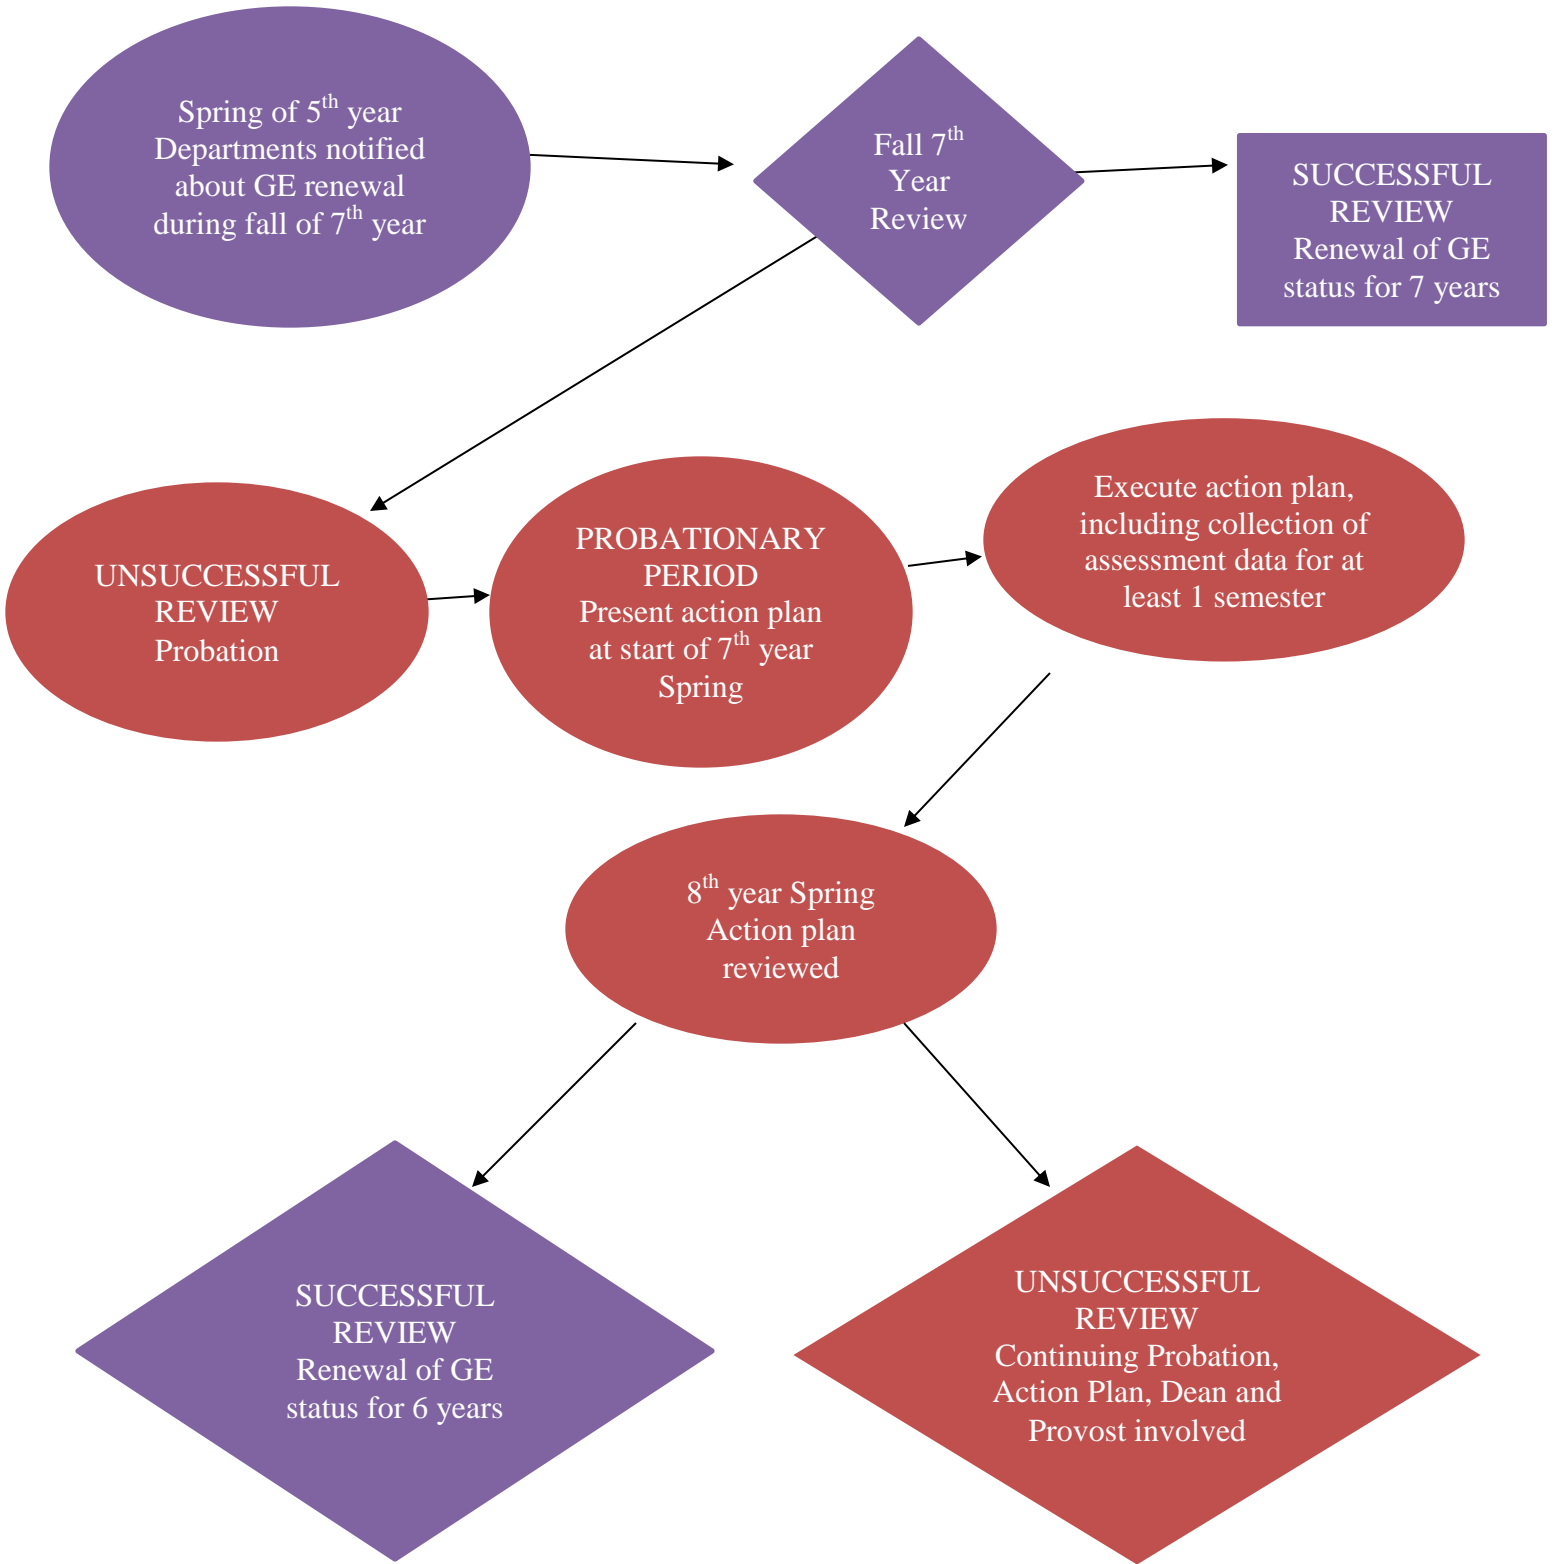 Spring of 5th year
Departments notified
about GE renewal
during fall of 7th year
Fall 7th
Year
Review
SUCCESSFUL
REVIEW
Renewal of GE
status for 7 years
UNSUCCESSFUL
REVIEW
Probation
PROBATIONARY
PERIOD
Present action plan
at start of 7th year
Spring
Execute action plan,
including collection of
assessment data for at
least 1 semester
8th year Spring
Action plan
reviewed
SUCCESSFUL
REVIEW
Renewal of GE
status for 6 years
UNSUCCESSFUL
REVIEW
Continuing Probation,
Action Plan, Dean and
Provost involved